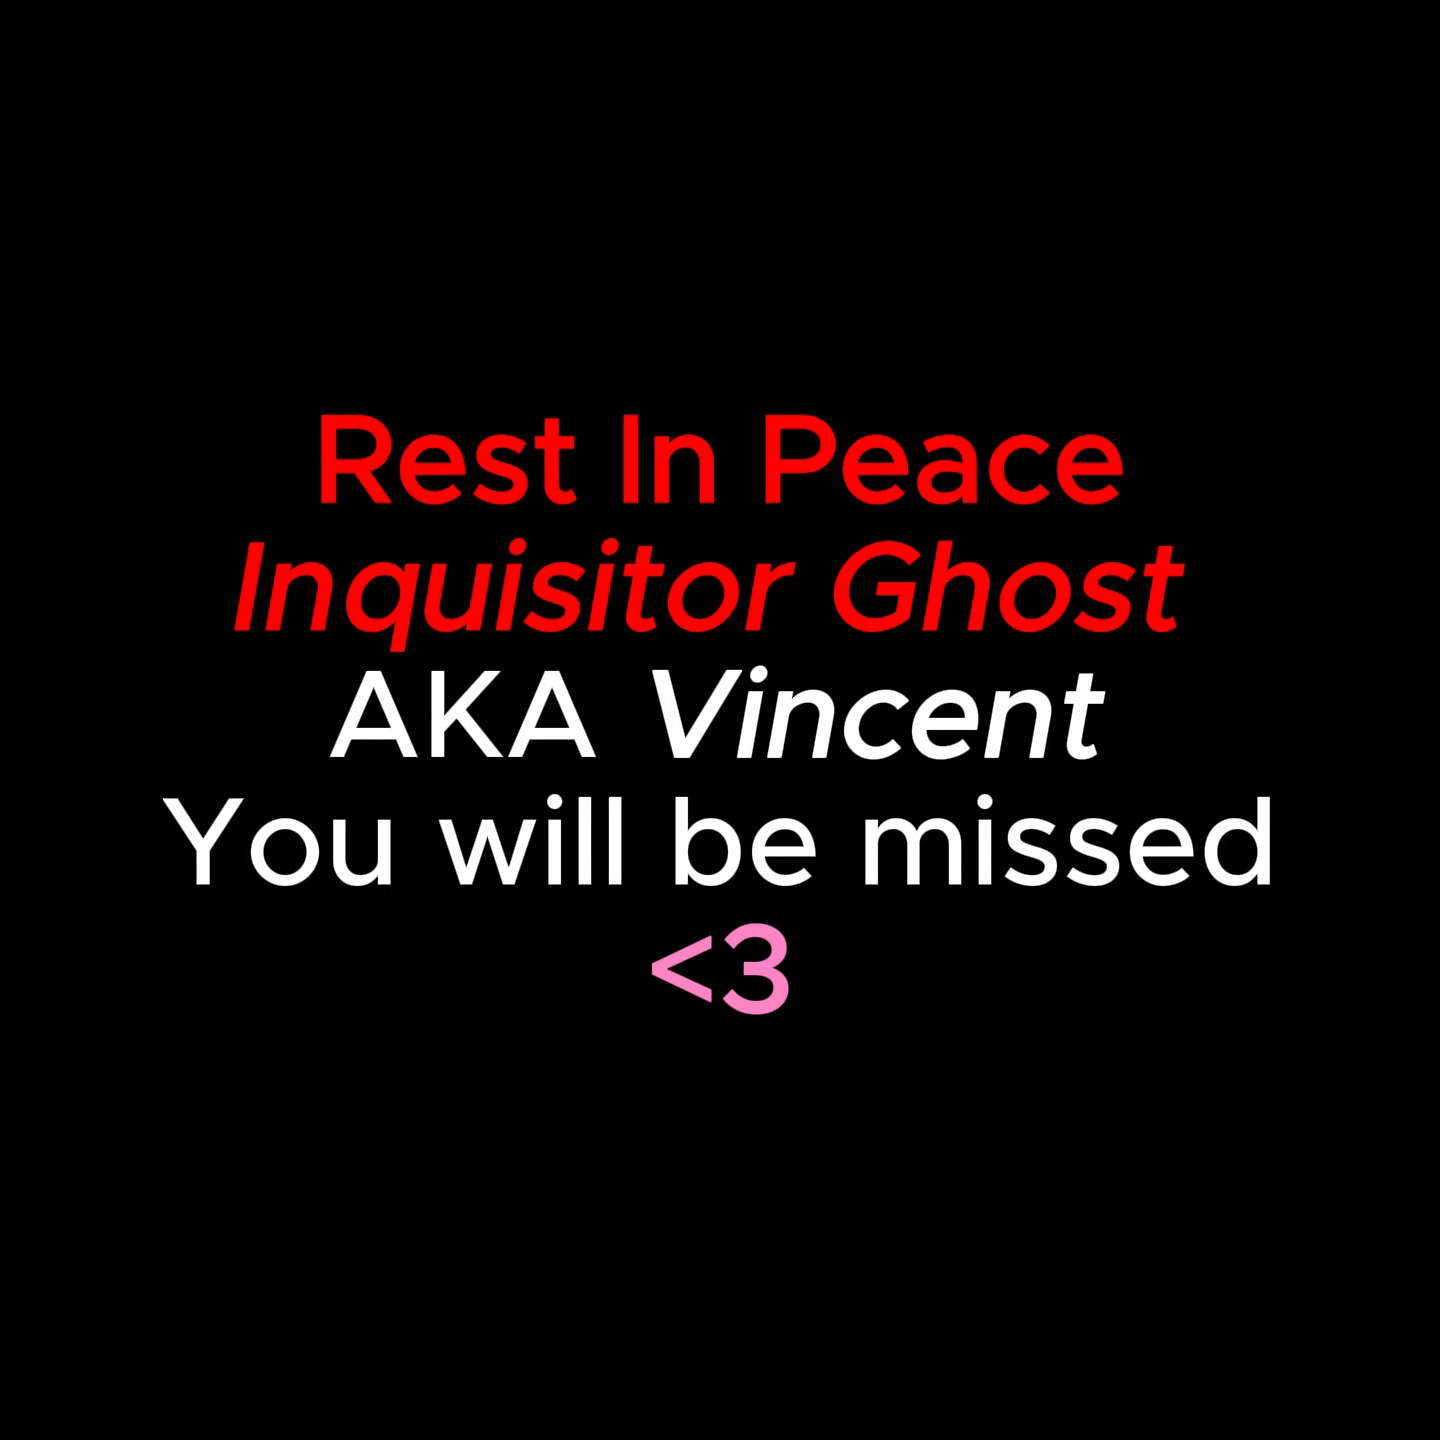 Rest In Peace
Inquisitor Ghost
AKA Vincent
You will be missed
<3